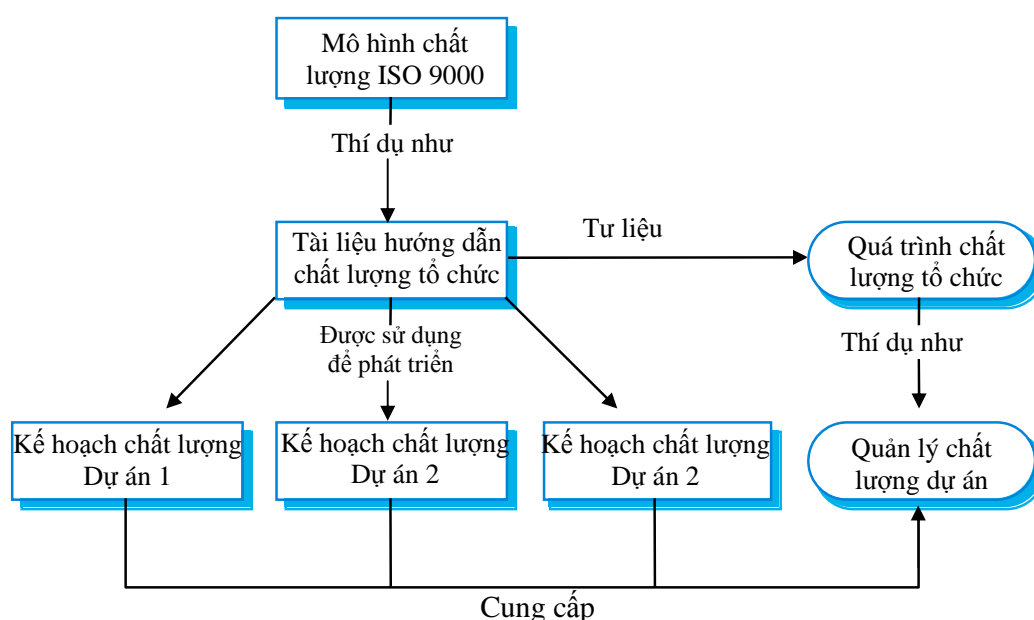 Mô hình chất
lượng ISO 9000
Thí dụ như
Tài liệu hướng dẫn
chất lượng tổ chức
Tư liệu
Quá trình chất
lượng tổ chức
Được sử dụng
để phát triển
Thí dụ như
Kế hoạch chất lượng
Dự án 1
Kế hoạch chất lượng
Dự án 2
Kế hoạch chất lượng
Dự án 2
Quản lý chất
lượng dự án
Cung cấp